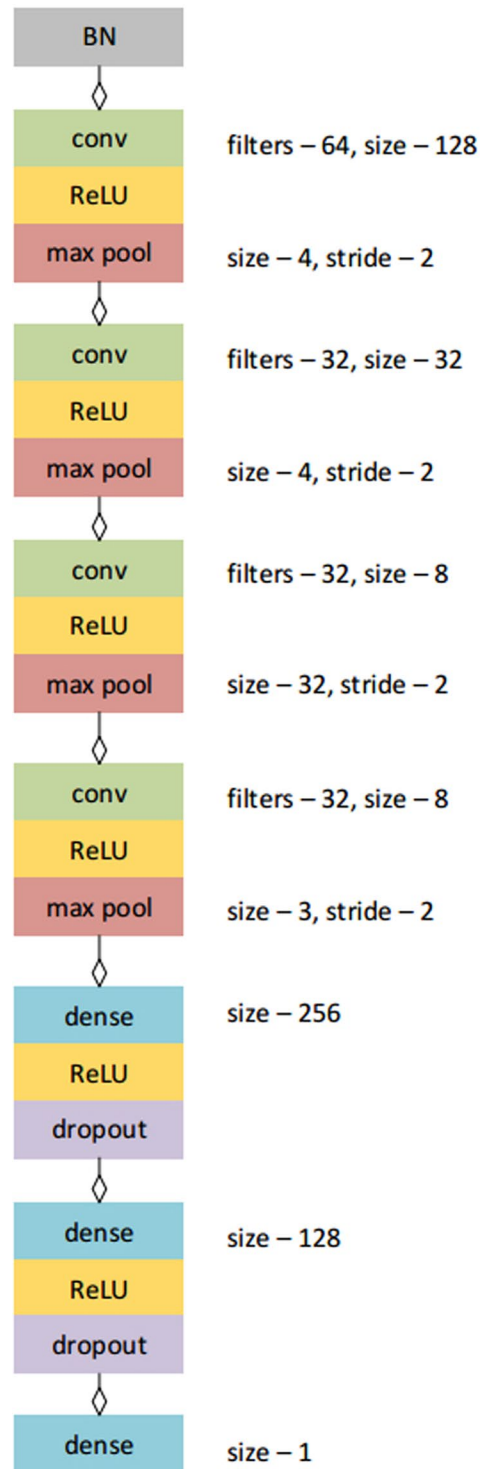 BN
conv filters – 64, size – 128
ReLU
max pool size – 4, stride – 2
conv filters – 32, size – 32
ReLU
max pool size – 4, stride – 2
conv filters – 32, size – 8
ReLU
max pool size – 32, stride – 2
conv filters – 32, size – 8
ReLU
max pool size – 3, stride – 2
dense size – 256
ReLU
dropout
dense size – 128
ReLU
dropout
dense size – 1